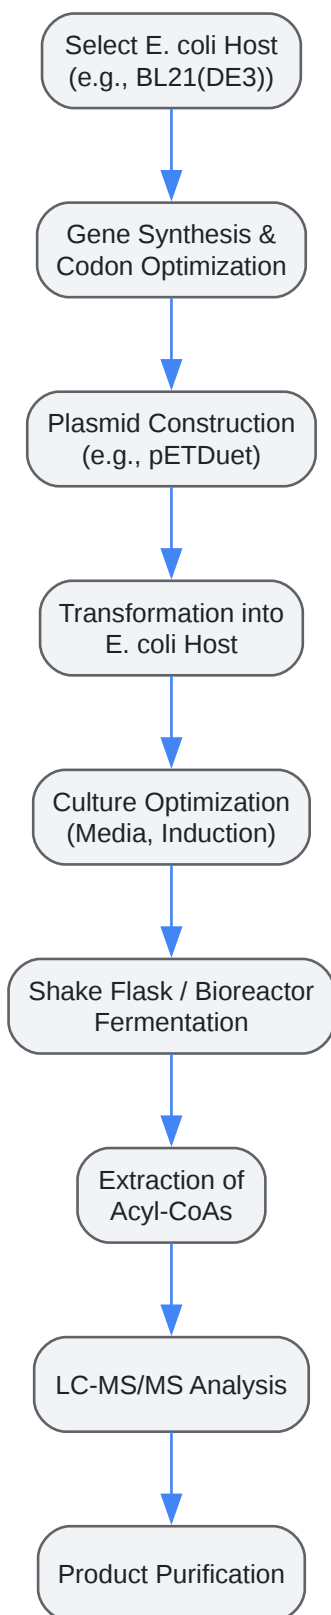 Select E. coli Host
(e.g., BL21(DE3))
Gene Synthesis &
Codon Optimization
Plasmid Construction
(e.g., pETDuet)
Transformation into
E. coli Host
Culture Optimization
(Media, Induction)
Shake Flask / Bioreactor
Fermentation
Extraction of
Acyl-CoAs
LC-MS/MS Analysis
Product Purification